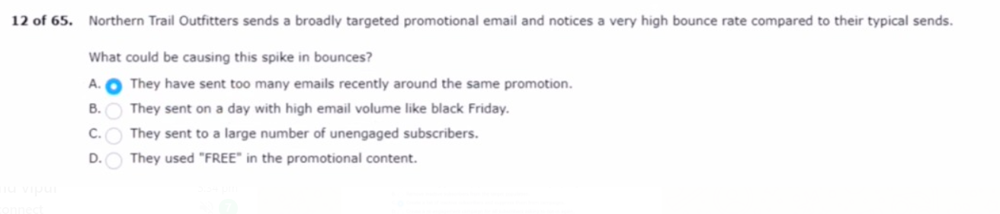 12 of 65. Northern Trail Outfitters sends a broadly targeted promotional email and notices a very high bounce rate compared to their typical sends.
What could be causing this spike in bounces?
A. They have sent too many emails recently around the same promotion.
B. They sent on a day with high email volume like black Friday.
C. They sent to a large number of unengaged subscribers.
D. They used "FREE" in the promotional content.
connect